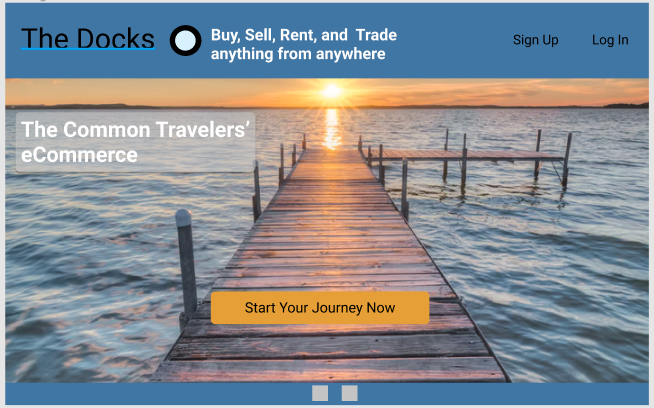 The Docks
Buy, Sell, Rent, and  Trade
anything from anywhere
Sign Up
Log In
The Common Travelers’
eCommerce
Start Your Journey Now